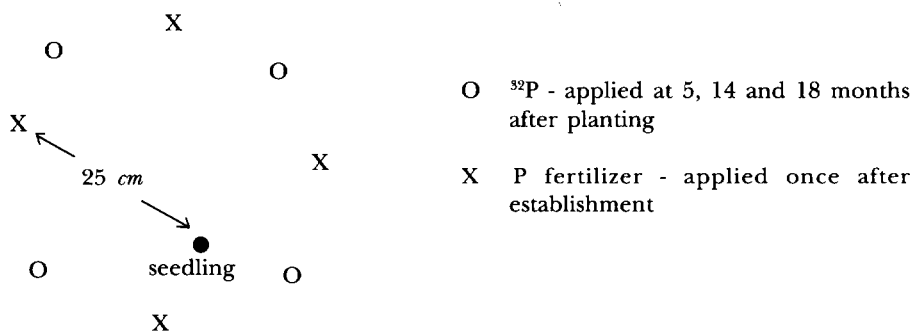 X
O
O
O ³²P - applied at 5, 14 and 18 months
after planting
X
X
X P fertilizer - applied once after
establishment
25 cm
seedling
O
O
X